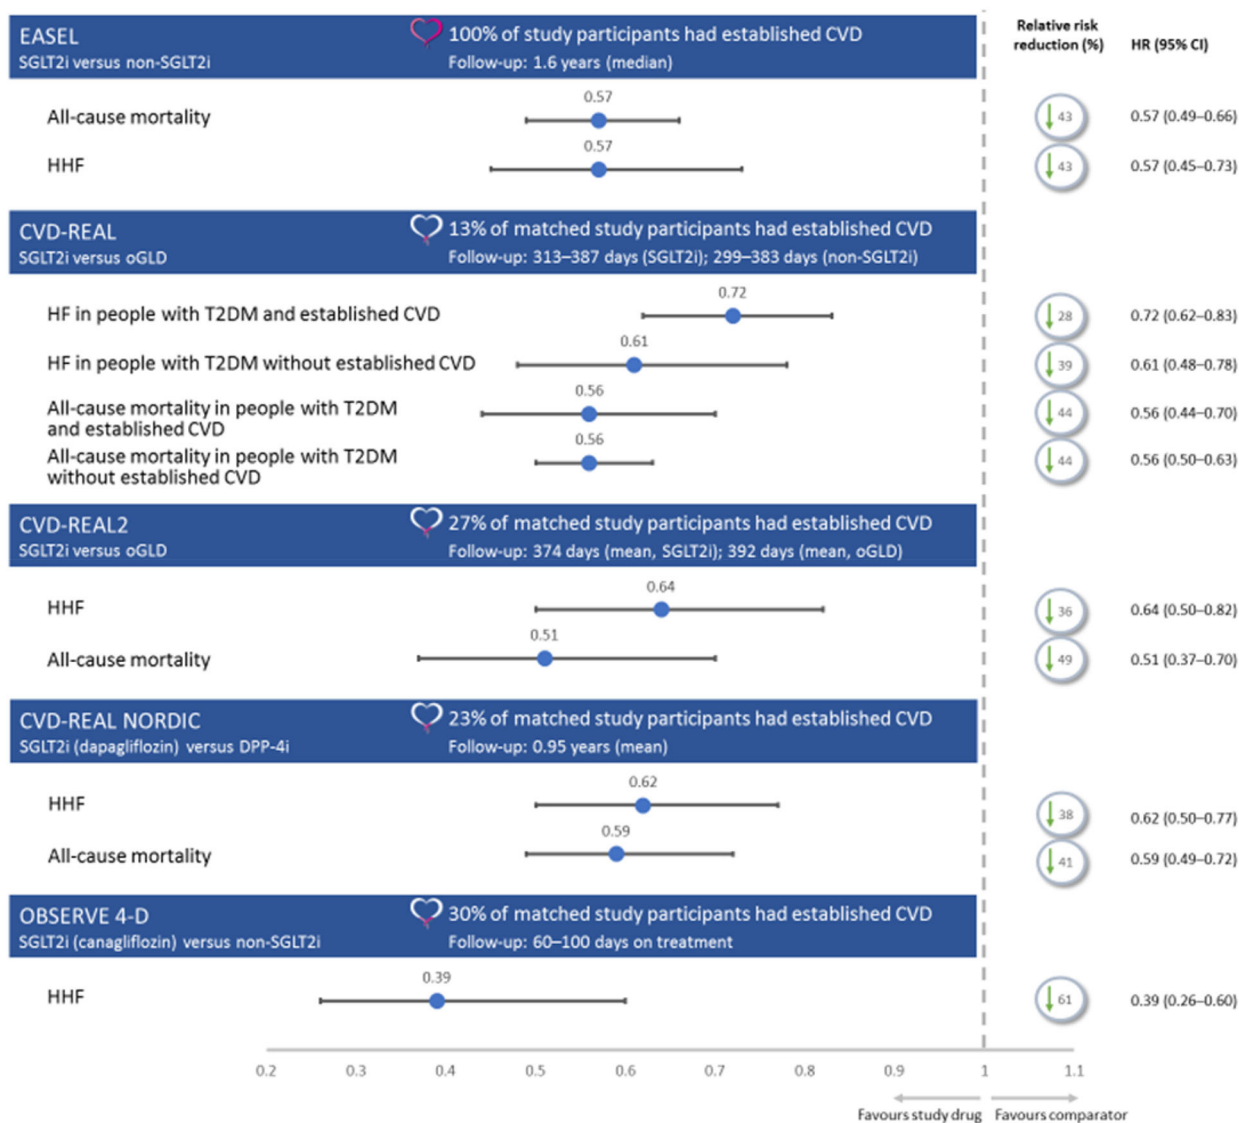 Relative risk
reduction (%)
HR (95% CI)
EASEL
SGLT2i versus non-SGLT2i
100% of study participants had established CVD
Follow-up: 1.6 years (median)
All-cause mortality
0.57
43
0.57 (0.49–0.66)
HHF
0.57
43
0.57 (0.45–0.73)
CVD-REAL
SGLT2i versus oGLD
13% of matched study participants had established CVD
Follow-up: 313–387 days (SGLT2i); 299–383 days (non-SGLT2i)
HF in people with T2DM and established CVD
0.72
28
0.72 (0.62–0.83)
HF in people with T2DM without established CVD
0.61
39
0.61 (0.48–0.78)
All-cause mortality in people with T2DM
and established CVD
0.56
44
0.56 (0.44–0.70)
All-cause mortality in people with T2DM
without established CVD
0.56
44
0.56 (0.50–0.63)
CVD-REAL2
SGLT2i versus oGLD
27% of matched study participants had established CVD
Follow-up: 374 days (mean, SGLT2i); 392 days (mean, oGLD)
HHF
0.64
36
0.64 (0.50–0.82)
All-cause mortality
0.51
49
0.51 (0.37–0.70)
CVD-REAL NORDIC
SGLT2i (dapagliflozin) versus DPP-4i
23% of matched study participants had established CVD
Follow-up: 0.95 years (mean)
HHF
0.62
38
0.62 (0.50–0.77)
All-cause mortality
0.59
41
0.59 (0.49–0.72)
OBSERVE 4-D
SGLT2i (canagliflozin) versus non-SGLT2i
30% of matched study participants had established CVD
Follow-up: 60–100 days on treatment
HHF
0.39
61
0.39 (0.26–0.60)
0.2 0.3 0.4 0.5 0.6 0.7 0.8 0.9 1 1.1
Favours study drug Favours comparator